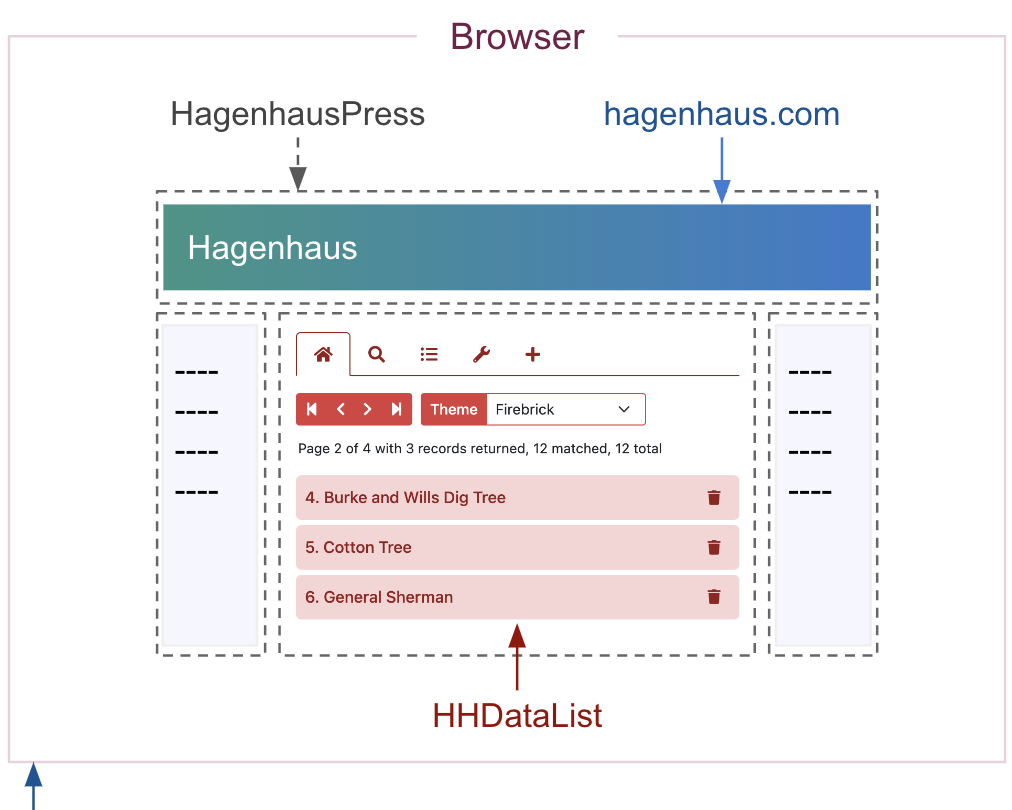 Browser
HagenhausPress
hagenhaus.com
Hagenhaus
Theme Firebrick
Page 2 of 4 with 3 records returned, 12 matched, 12 total
4. Burke and Wills Dig Tree
5. Cotton Tree
6. General Sherman
HHDataList